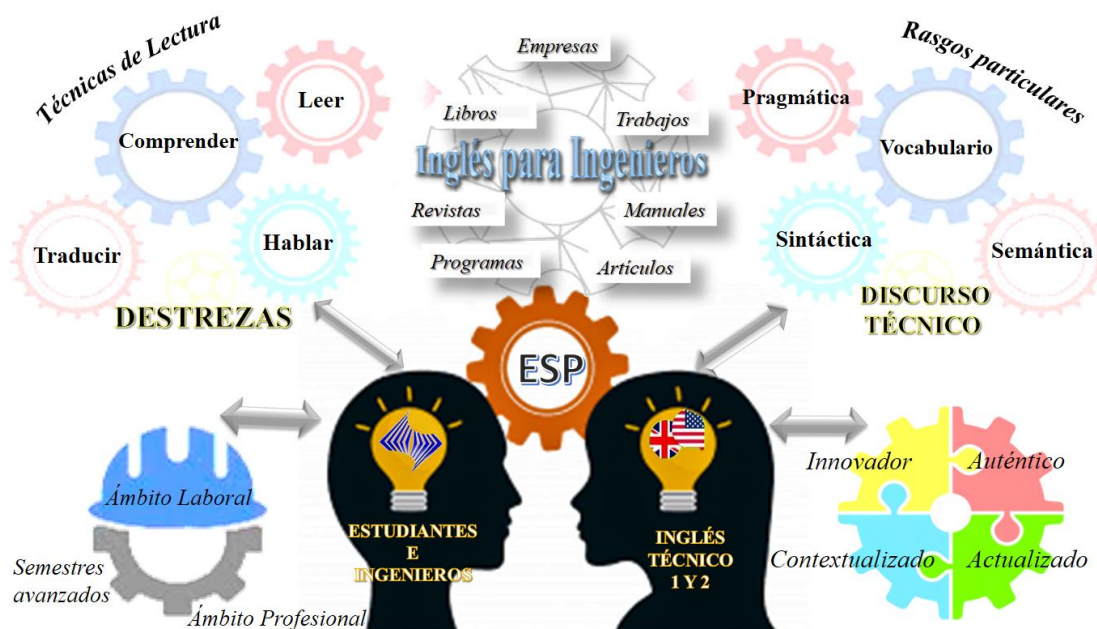 Técnicas de Lectura
Leer
Comprender
Traducir
Hablar
DESTREZAS
Empresas
Libros
Trabajos
Inglés para Ingenieros
Revistas
Manuales
Programas
Artículos
Rasgos particulares
Pragmática
Vocabulario
Sintáctica
Semántica
DISCURSO
TÉCNICO
ESP
Ámbito Laboral
Semestres
avanzados
Ámbito Profesional
ESTUDIANTES
E
INGENIEROS
INGLÉS
TÉCNICO
1 Y 2
Innovador
Auténtico
Contextualizado
Actualizado